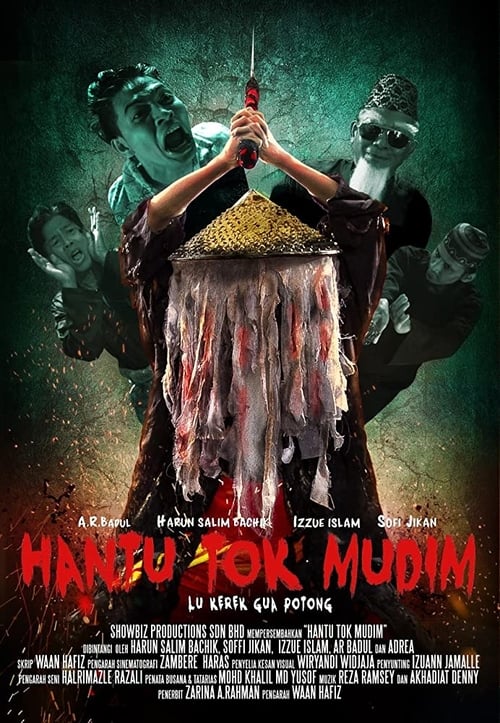 A.R.Badul Harun Salim Bachik Izzue Islam Sofi Jikan
HANTU TOK MUDIM
LU KEREK GUA POTONG
SHOWBIZ PRODUCTIONS SDN BHD MEMPERSEMBAHKAN "HANTU TOK MUDIM"
DIBINTANGI OLEH HARUN SALIM BACHIK, SOFFI JIKAN, IZZUE ISLAM, AR BADUL DAN ADREA
SKRIP WAAN HAFIZ PENGARAH SINEMATOGRAFI ZAMBERE HARAS PENYELIA KESAN VISUAL WIRYANDI WIDJAJA PENYUNTING IZUANN JAMALLE
PENGARAH SENI HALRIMAZLE RAZALI PENATA BUSANA & TATARIAS MOHD KHALIL MD YUSOF MUZIK REZA RAMSEY DAN AKHADIAT DENNY
PENERBIT ZARINA A.RAHMAN PENGARAH WAAN HAFIZ